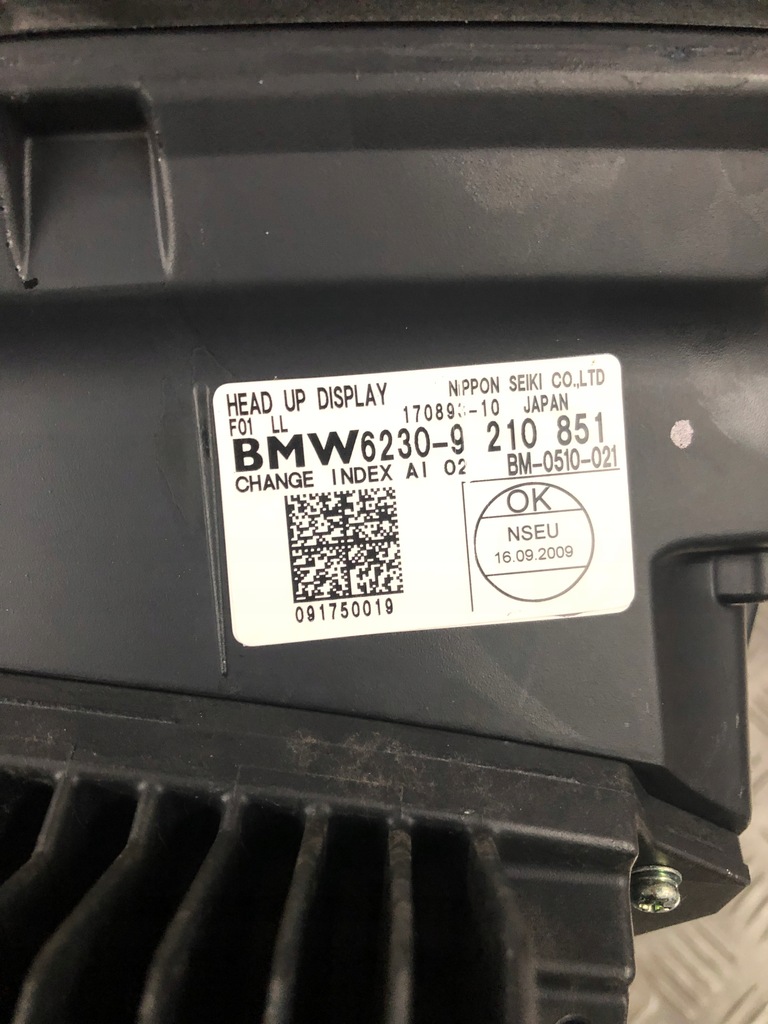 HEAD UP DISPLAY NIPPON SEIKI CO.,LTD
F01 LL JAPAN
BMW6230-9 210 851
CHANGE INDEX AI 02 BM-0510-021
OK
NSEU
16.09.2009
091750019